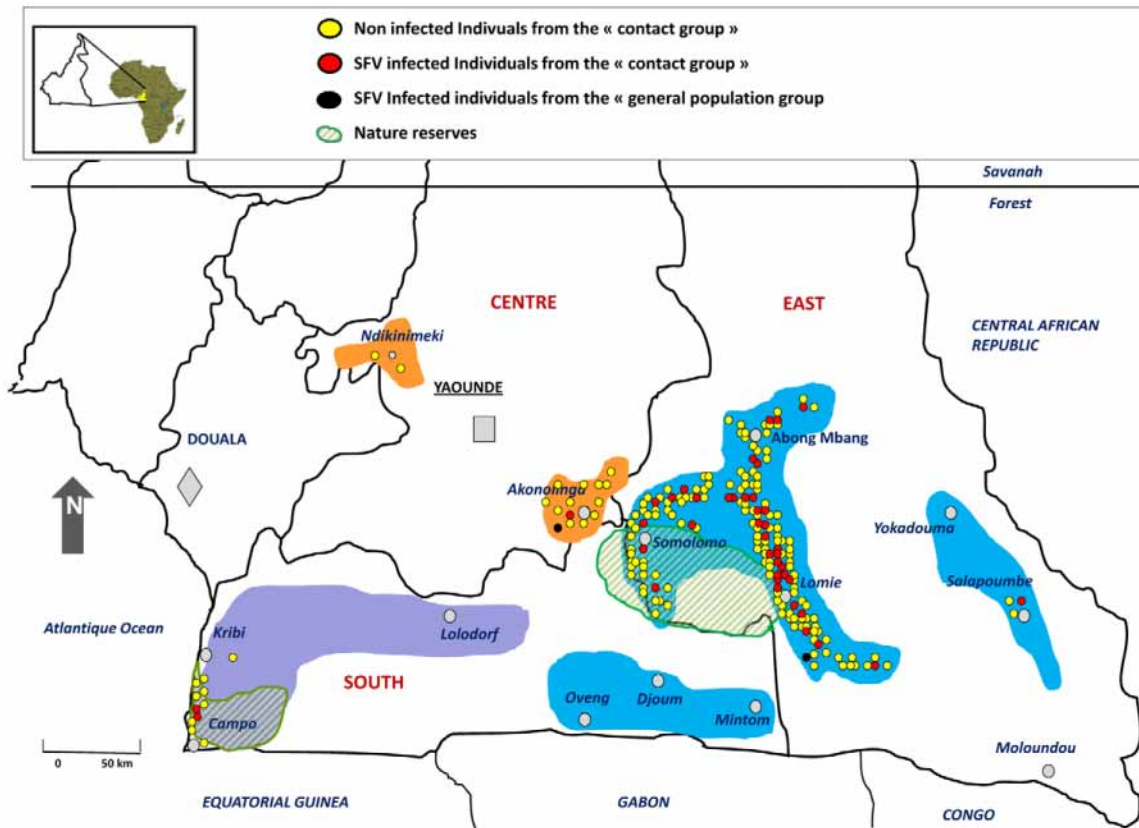 Non infected Indivuals from the « contact group »
SFV infected Individuals from the « contact group »
SFV Infected individuals from the « general population group
Nature reserves
Savanah
Forest
CENTRE
EAST
CENTRAL AFRICAN
REPUBLIC
Ndikinimeki
YAOUNDE
DOUALA
Abong Mbang
N
Akonolinga
Yokadouma
Somolomo
Lomie
Salapoumbe
Atlantique Ocean
Kribi
Lolodorf
SOUTH
Oveng
Djoum
Mintom
Campo
Moloundou
0 50 km
EQUATORIAL GUINEA
GABON
CONGO